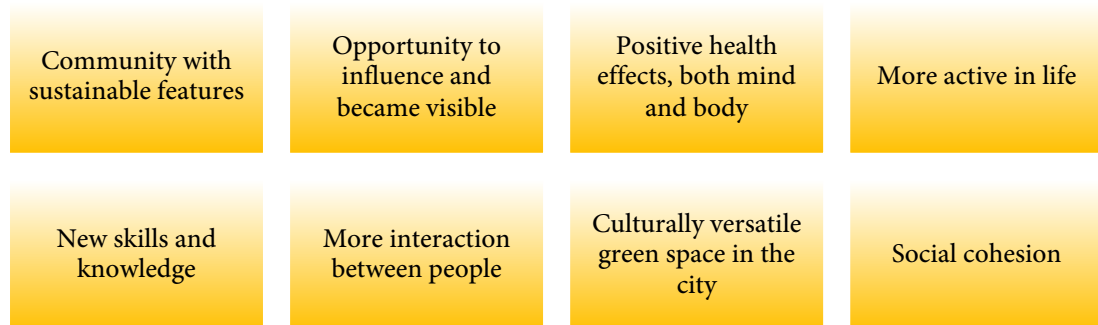 Community with
sustainable features
Opportunity to
influence and
became visible
Positive health
effects, both mind
and body
More active in life
New skills and
knowledge
More interaction
between people
Culturally versatile
green space in the
city
Social cohesion